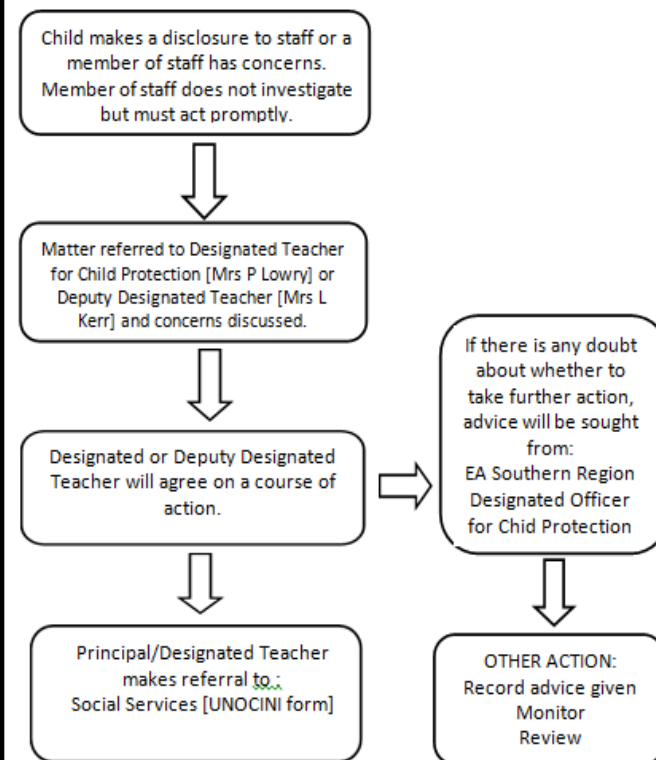 Child makes a disclosure to staff or a
member of staff has concerns.
Member of staff does not investigate
but must act promptly.
Matter referred to Designated Teacher
for Child Protection [Mrs P Lowry] or
Deputy Designated Teacher [Mrs L
Kerr] and concerns discussed.
Designated or Deputy Designated
Teacher will agree on a course of
action.
If there is any doubt
about whether to
take further action,
advice will be sought
from:
EA Southern Region
Designated Officer
for Chid Protection
Principal/Designated Teacher
makes referral to :
Social Services [UNOCINI form]
OTHER ACTION:
Record advice given
Monitor
Review